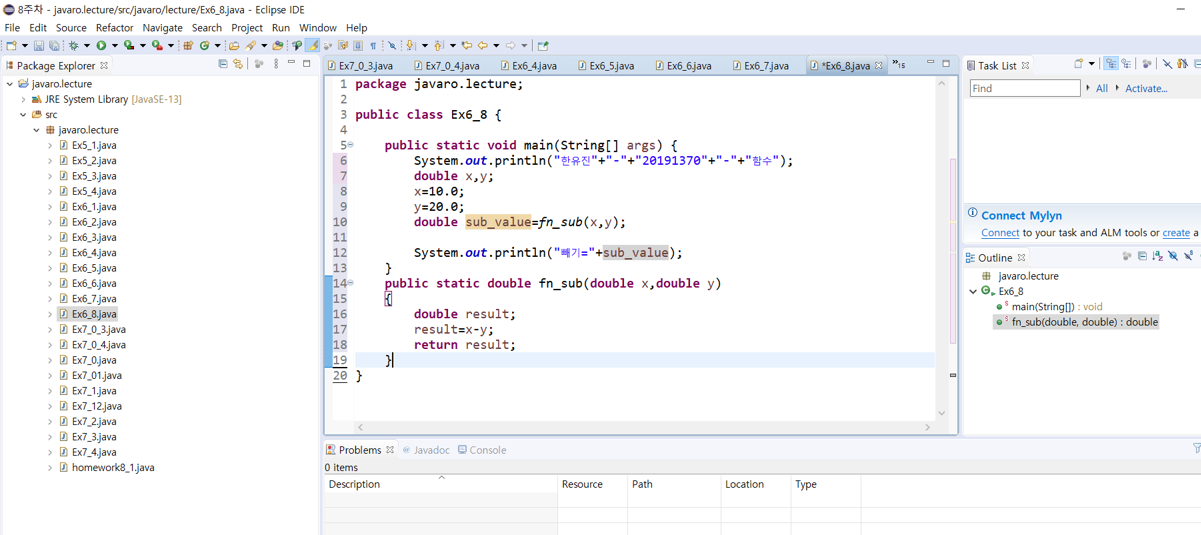 8주차 - javaro.lecture/src/javaro/lecture/Ex6_8.java - Eclipse IDE
File Edit Source Refactor Navigate Search Project Run Window Help
Package Explorer
javaro.lecture
JRE System Library [JavaSE-13]
src
javaro.lecture
Ex5_1.java
Ex5_2.java
Ex5_3.java
Ex5_4.java
Ex6_1.java
Ex6_2.java
Ex6_3.java
Ex6_4.java
Ex6_5.java
Ex6_6.java
Ex6_7.java
Ex6_8.java
Ex7_0_3.java
Ex7_0_4.java
Ex7_0.java
Ex7_01.java
Ex7_1.java
Ex7_12.java
Ex7_2.java
Ex7_3.java
Ex7_4.java
homework8_1.java
Ex7_0_3.java Ex7_0_4.java Ex6_4.java Ex6_5.java Ex6_6.java Ex6_7.java *Ex6_8.java »15
1 package javaro.lecture;
2
3 public class Ex6_8 {
4
5 public static void main(String[] args) {
6 System.out.println("한유진"+"-"+"20191370"+"-"+"함수");
7 double x,y;
8 x=10.0;
9 y=20.0;
10 double sub_value=fn_sub(x,y);
11
12 System.out.println("빼기="+sub_value);
13 }
14 public static double fn_sub(double x,double y)
15 {
16 double result;
17 result=x-y;
18 return result;
19 }
20 }
Problems Javadoc Console
0 items
Description Resource Path Location Type
Task List
Find All Activate...
Connect Mylyn
Connect to your task and ALM tools or create a
Outline
javaro.lecture
Ex6_8
main(String[]) : void
fn_sub(double, double) : double